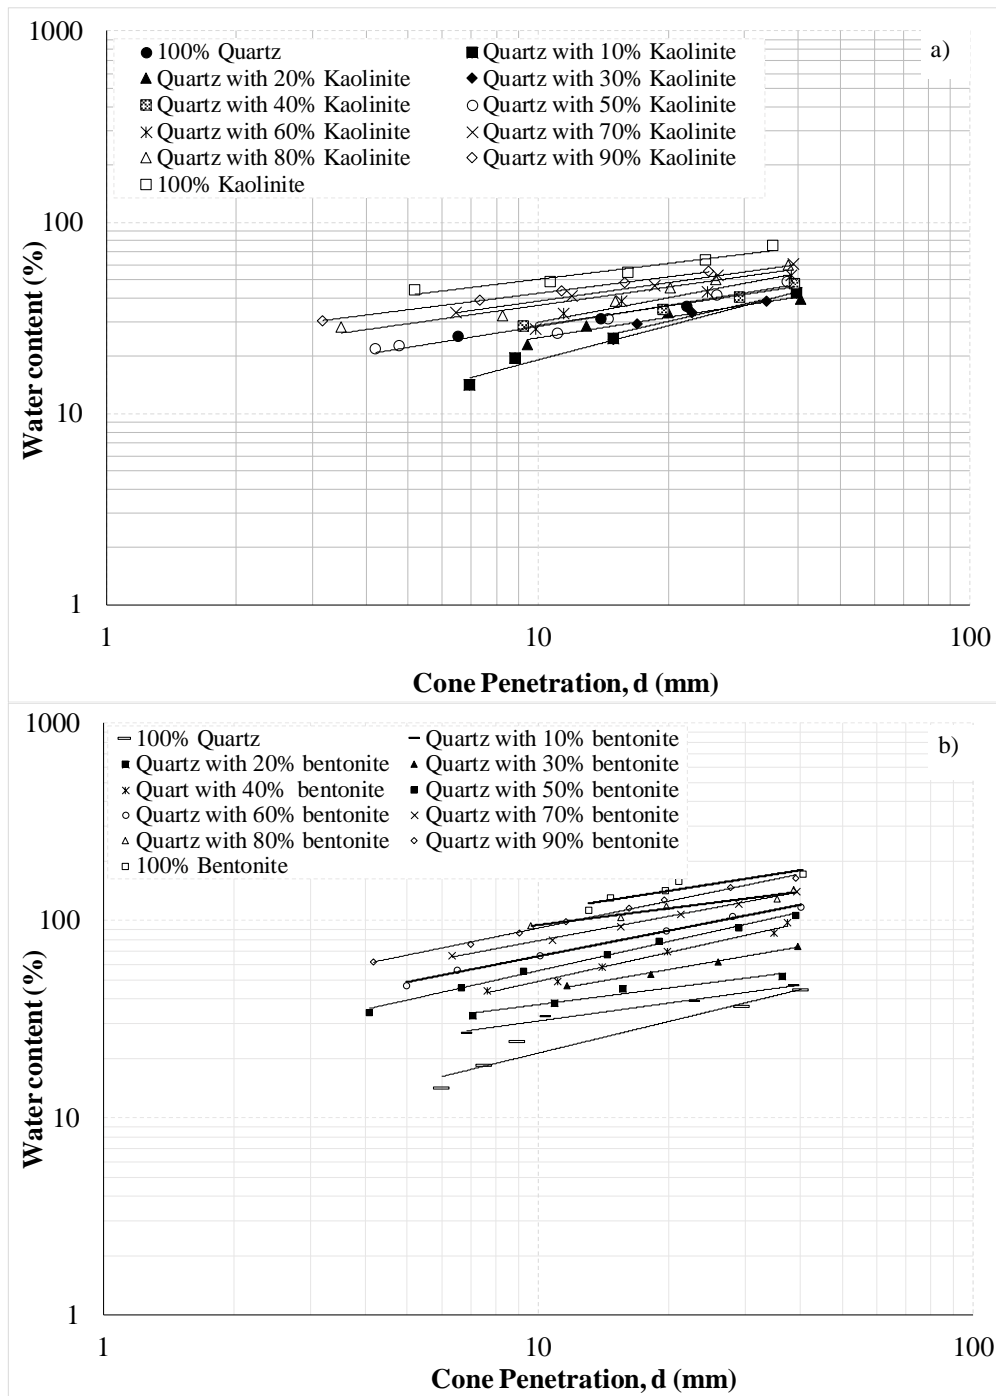 1000
a)
100% Quartz Quartz with 10% Kaolinite
Quartz with 20% Kaolinite Quartz with 30% Kaolinite
Quartz with 40% Kaolinite Quartz with 50% Kaolinite
Quartz with 60% Kaolinite Quartz with 70% Kaolinite
Quartz with 80% Kaolinite Quartz with 90% Kaolinite
100% Kaolinite
100
Water content (%)
10
1
1 10 100
Cone Penetration, d (mm)
1000
b)
100% Quartz Quartz with 10% bentonite
Quartz with 20% bentonite Quartz with 30% bentonite
Quart with 40% bentonite Quartz with 50% bentonite
Quartz with 60% bentonite Quartz with 70% bentonite
Quartz with 80% bentonite Quartz with 90% bentonite
100% Bentonite
100
Water content (%)
10
1
1 10 100
Cone Penetration, d (mm)